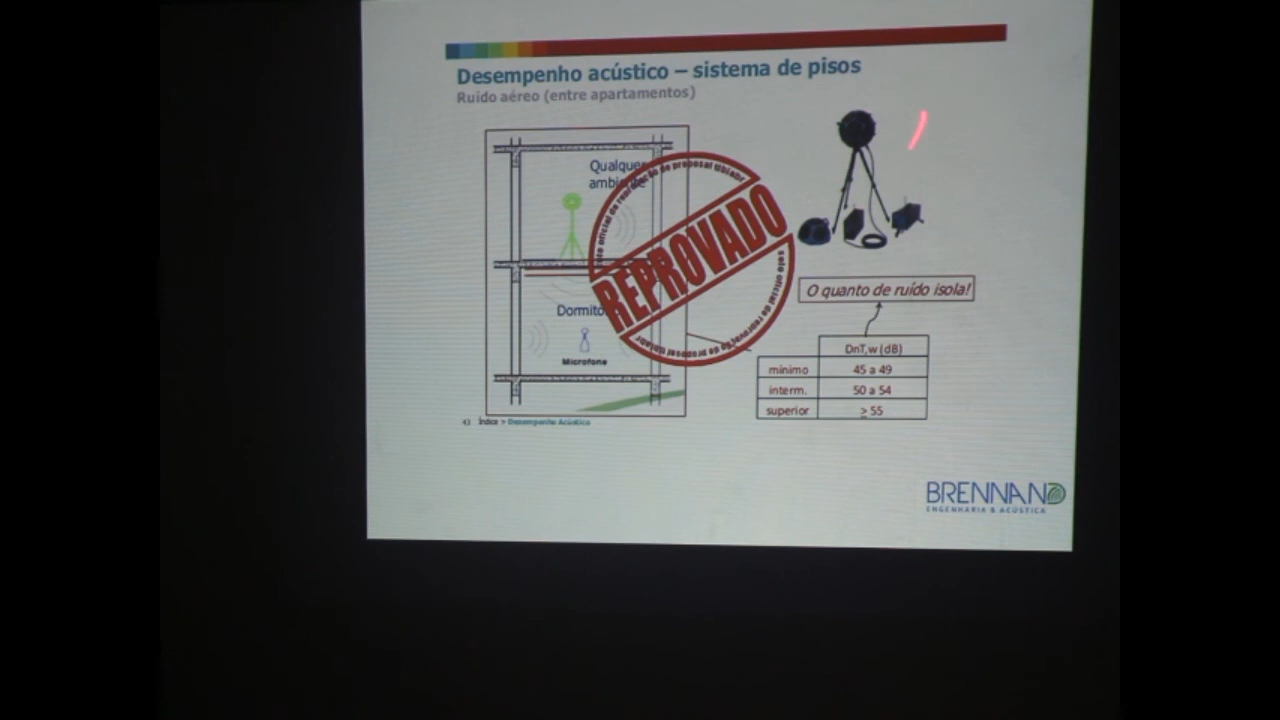 Desempenho acústico – sistema de pisos
Ruído aéreo (entre apartamentos)
Qualquer
ambiente
REPROVADO
Dormitó
Microfone
O quanto de ruído isola!
DnT,w (dB)
mínimo 45 a 49
interm. 50 a 54
superior ≥ 55
43 Índice > Desempenho Acústico
BRENNAND
ENGENHARIA & ACÚSTICA